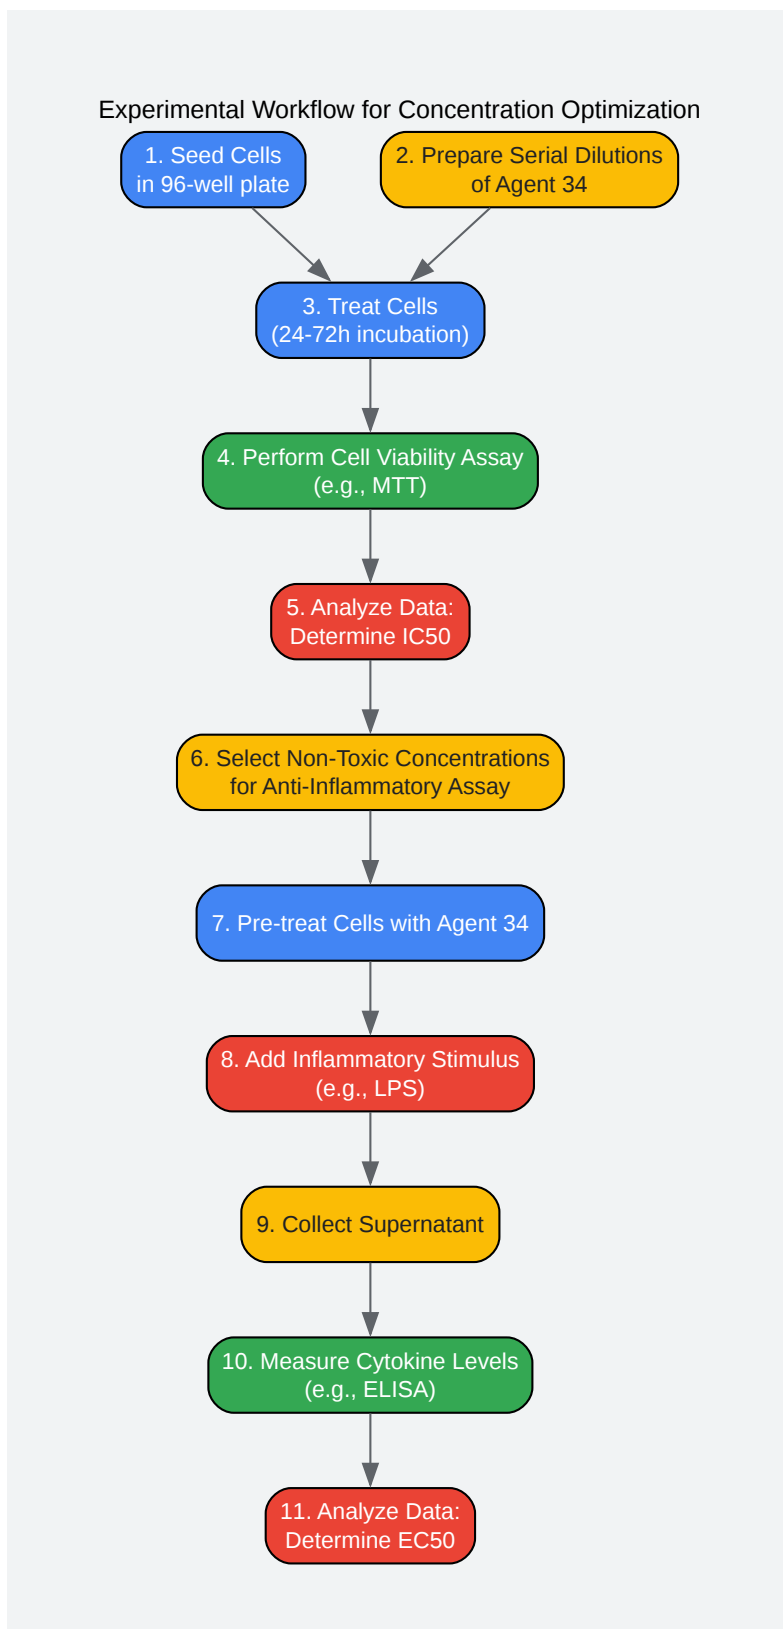 Experimental Workflow for Concentration Optimization
1. Seed Cells
in 96-well plate
2. Prepare Serial Dilutions
of Agent 34
3. Treat Cells
(24-72h incubation)
4. Perform Cell Viability Assay
(e.g., MTT)
5. Analyze Data:
Determine IC50
6. Select Non-Toxic Concentrations
for Anti-Inflammatory Assay
7. Pre-treat Cells with Agent 34
8. Add Inflammatory Stimulus
(e.g., LPS)
9. Collect Supernatant
10. Measure Cytokine Levels
(e.g., ELISA)
11. Analyze Data:
Determine EC50